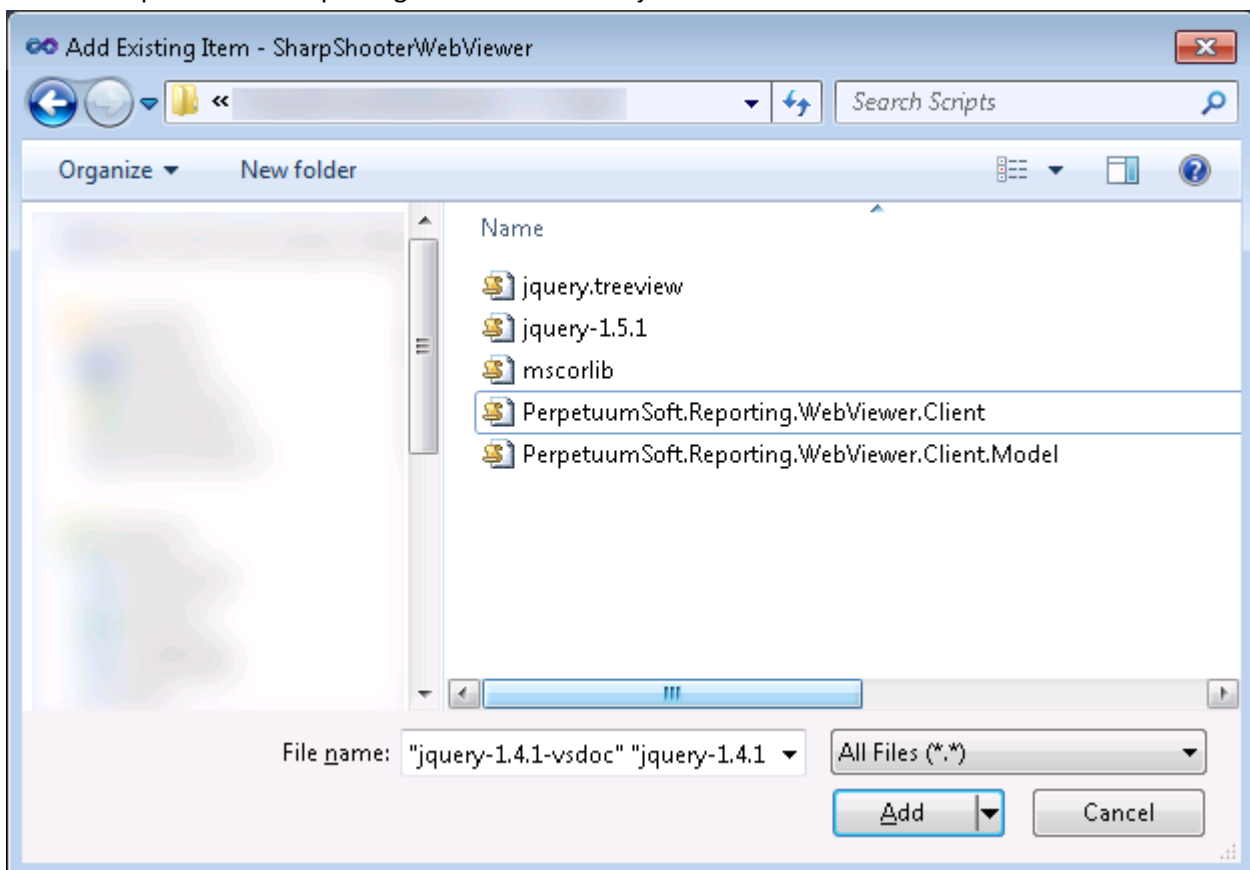 Add Existing Item - SharpShooterWebViewer
«
Search Scripts
Organize
New folder
Name
jquery.treeview
jquery-1.5.1
mscorlib
PerpetuumSoft.Reporting.WebViewer.Client
PerpetuumSoft.Reporting.WebViewer.Client.Model
File name: "jquery-1.4.1-vsdoc" "jquery-1.4.1
All Files (*.*)
Add
Cancel